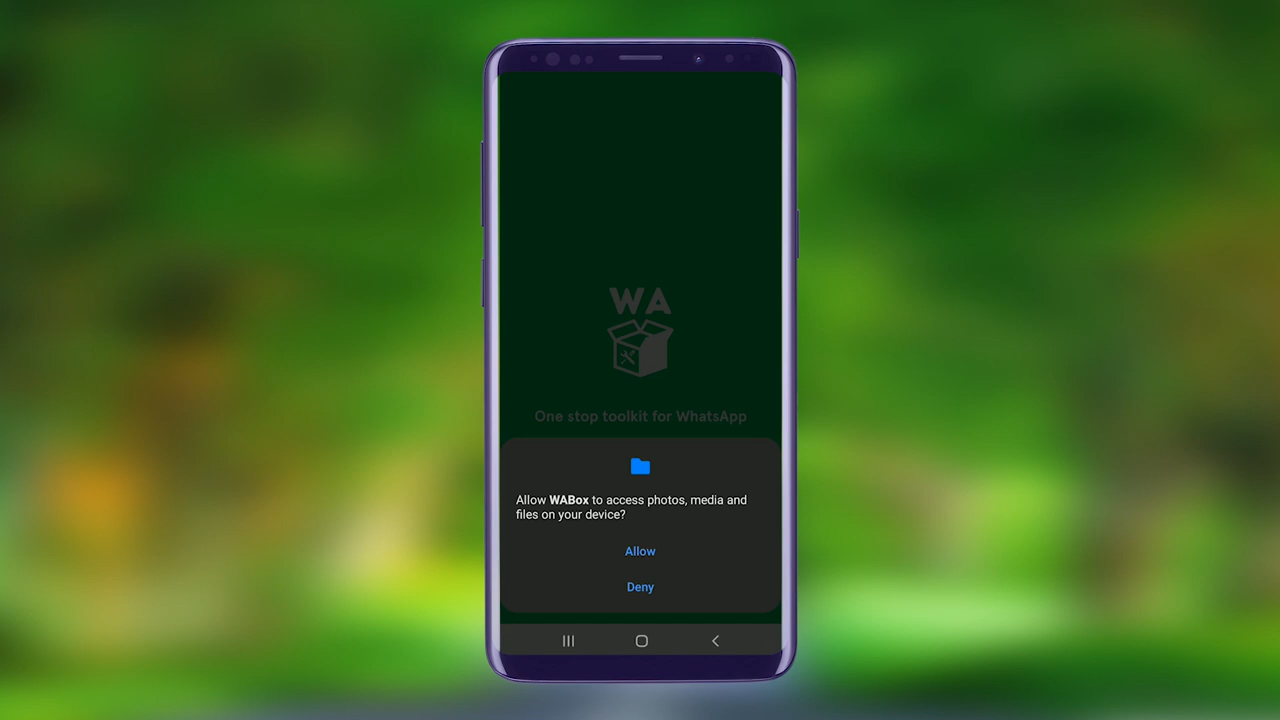 WA
One stop toolkit for WhatsApp
Allow WABox to access photos, media and
files on your device?
Allow
Deny